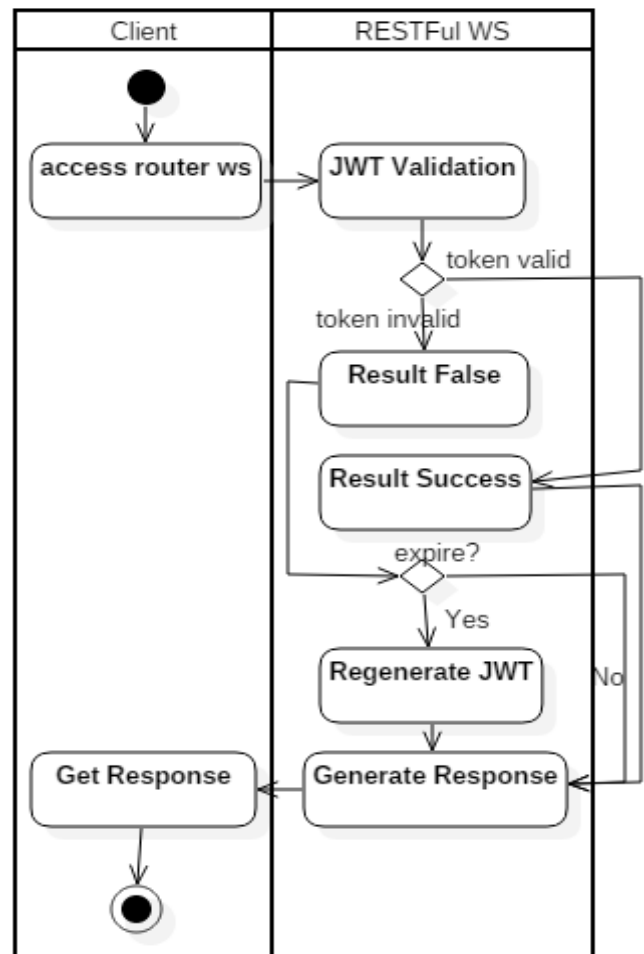 Client
RESTFul WS
access router ws
JWT Validation
token valid
token invalid
Result False
Result Success
expire?
Yes
Regenerate JWT
No
Get Response
Generate Response